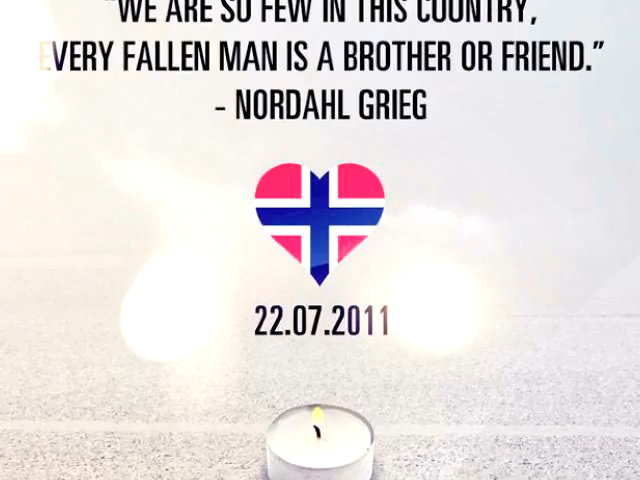 "WE ARE SO FEW IN THIS COUNTRY,
EVERY FALLEN MAN IS A BROTHER OR FRIEND."
- NORDAHL GRIEG
22.07.2011